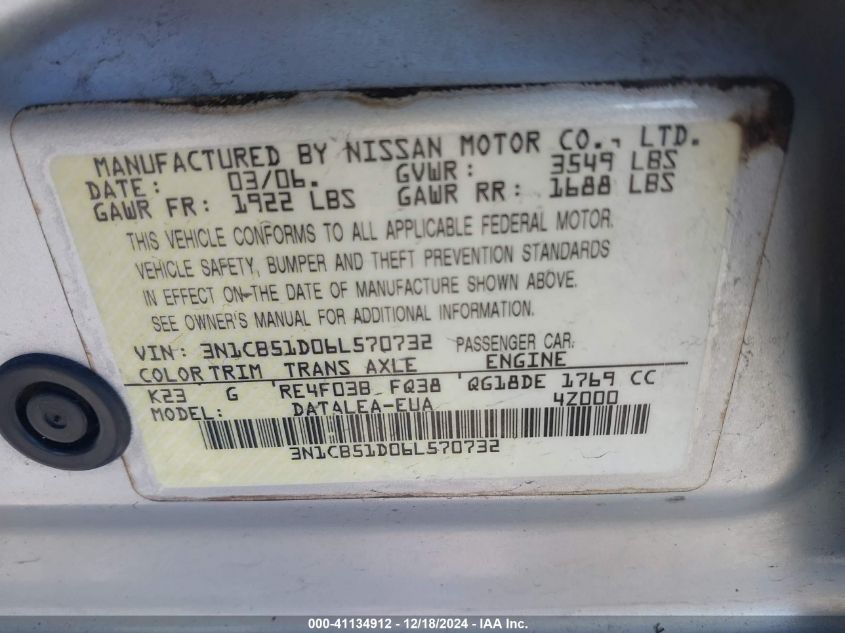 MANUFACTURED BY NISSAN MOTOR CO., LTD.
DATE: 03/06. GVWR: 3549 LBS
GAWR FR: 1922 LBS GAWR RR: 1688 LBS
THIS VEHICLE CONFORMS TO ALL APPLICABLE FEDERAL MOTOR.
VEHICLE SAFETY, BUMPER AND THEFT PREVENTION STANDARDS
IN EFFECT ON THE DATE OF MANUFACTURE SHOWN ABOVE.
SEE OWNER'S MANUAL FOR ADDITIONAL INFORMATION.
VIN: 3N1CB51D06L570732 PASSENGER CAR.
COLOR TRIM TRANS AXLE ENGINE
K23 G RE4F03B FQ38 QG18DE 1769 CC
MODEL: DATALEA-EUA 4Z000
3N1CB51D06L570732
000-41134912 / 12/18/2024 - IAA Inc.